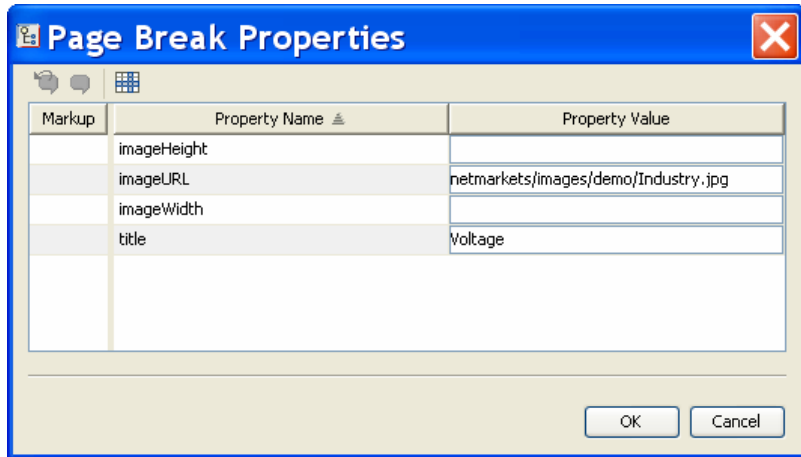 Page Break Properties
Markup Property Name Property Value
imageHeight
imageURL netmarkets/images/demo/Industry.jpg
imageWidth
title Voltage
OK Cancel